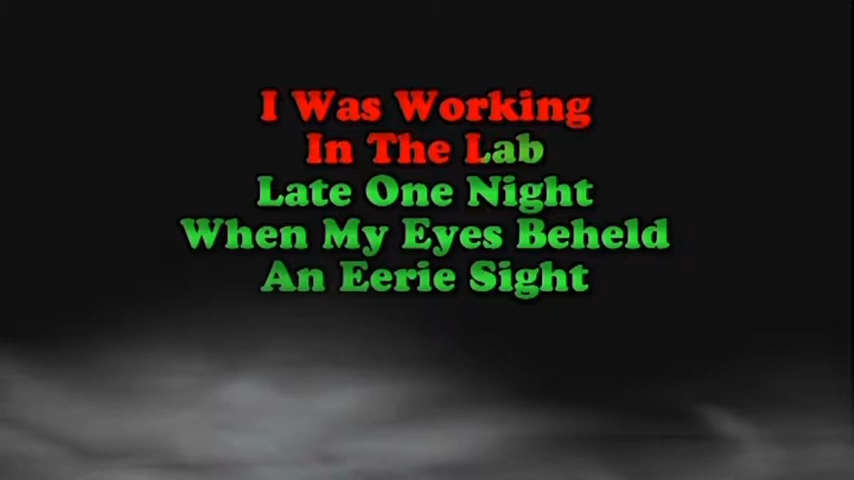 I Was Working
In The Lab
Late One Night
When My Eyes Beheld
An Eerie Sight